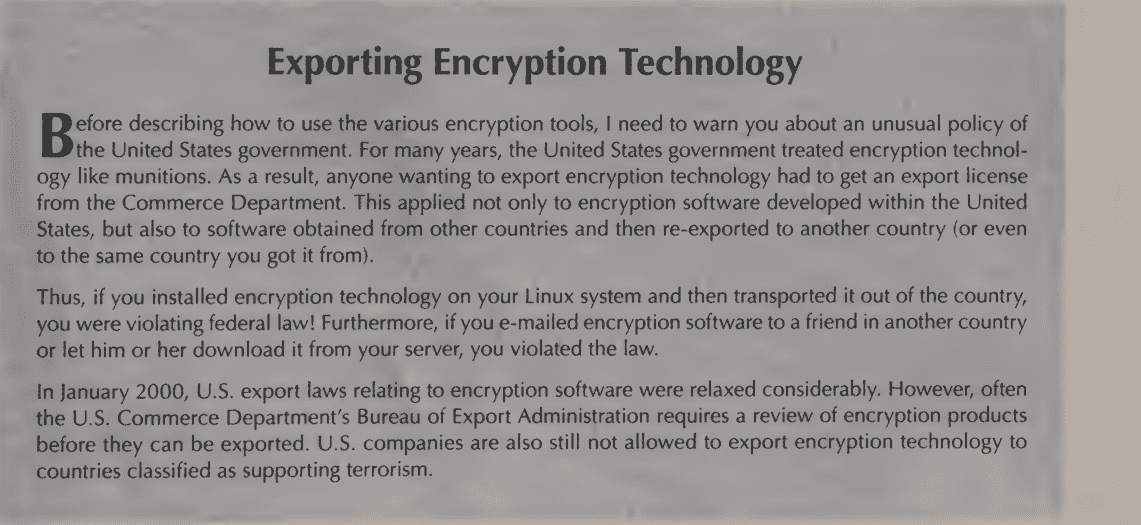 Exporting Encryption Technology
Before describing how to use the various encryption tools, I need to warn you about an unusual policy of
the United States government. For many years, the United States government treated encryption technol-
ogy like munitions. As a result, anyone wanting to export encryption technology had to get an export license
from the Commerce Department. This applied not only to encryption software developed within the United
States, but also to software obtained from other countries and then re-exported to another country (or even
to the same country you got it from).
Thus, if you installed encryption technology on your Linux system and then transported it out of the country,
you were violating federal law! Furthermore, if you e-mailed encryption software to a friend in another country
or let him or her download it from your server, you violated the law.
In January 2000, U.S. export laws relating to encryption software were relaxed considerably. However, often
the U.S. Commerce Department's Bureau of Export Administration requires a review of encryption products
before they can be exported. U.S. companies are also still not allowed to export encryption technology to
countries classified as supporting terrorism.